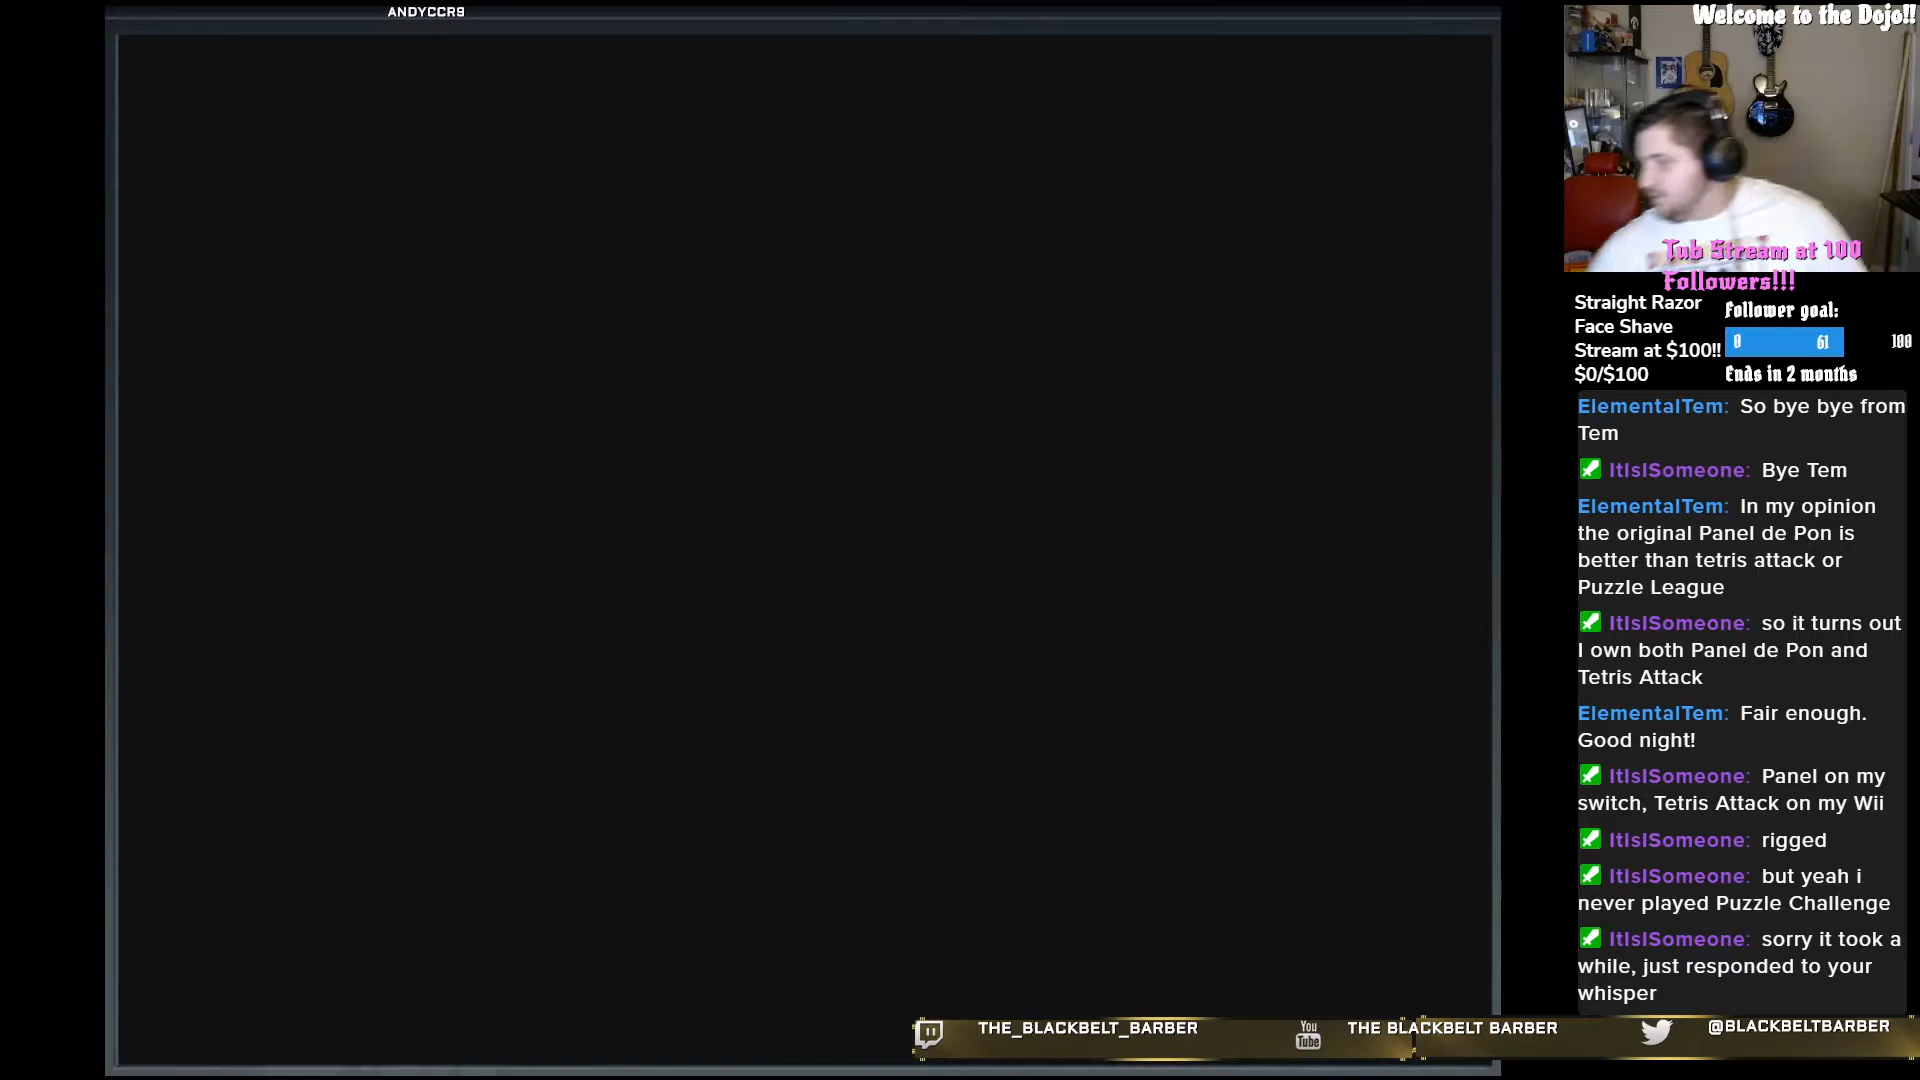 ANDYCCR9
Welcome to the Dojo!!
Tub Stream at 100
Followers!!!
Straight Razor
Face Shave
Stream at $100!!
$0/$100
Follower goal:
0 61 100
Ends in 2 months
ElementalTem: So bye bye from
Tem
ItIsISomeone: Bye Tem
ElementalTem: In my opinion
the original Panel de Pon is
better than tetris attack or
Puzzle League
ItIsISomeone: so it turns out
I own both Panel de Pon and
Tetris Attack
ElementalTem: Fair enough.
Good night!
ItIsISomeone: Panel on my
switch, Tetris Attack on my Wii
ItIsISomeone: rigged
ItIsISomeone: but yeah i
never played Puzzle Challenge
ItIsISomeone: sorry it took a
while, just responded to your
whisper
THE_BLACKBELT_BARBER
You
Tube
THE BLACKBELT BARBER
@BLACKBELTBARBER